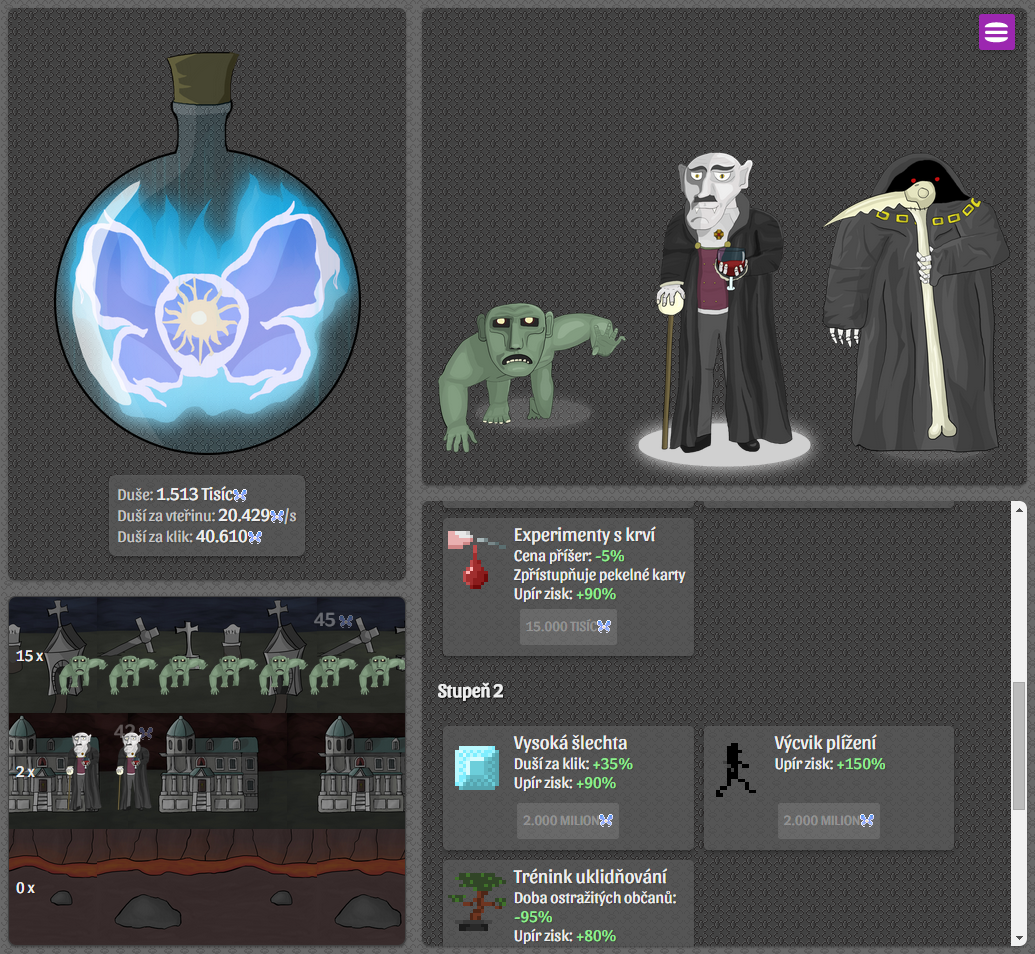 Duše: 1.513 Tisíc
Duší za vteřinu: 20.429/s
Duší za klik: 40.610
45
15 x
42
2 x
0 x
Experimenty s krví
Cena příšer: -5%
Zpřístupňuje pekelné karty
Upír zisk: +90%
15.000 TISÍC
Stupeň 2
Vysoká šlechta
Duší za klik: +35%
Upír zisk: +90%
2.000 MILION
Výcvik plížení
Upír zisk: +150%
2.000 MILION
Trénink uklidňování
Doba ostražitých občanů:
-95%
Upír zisk: +80%